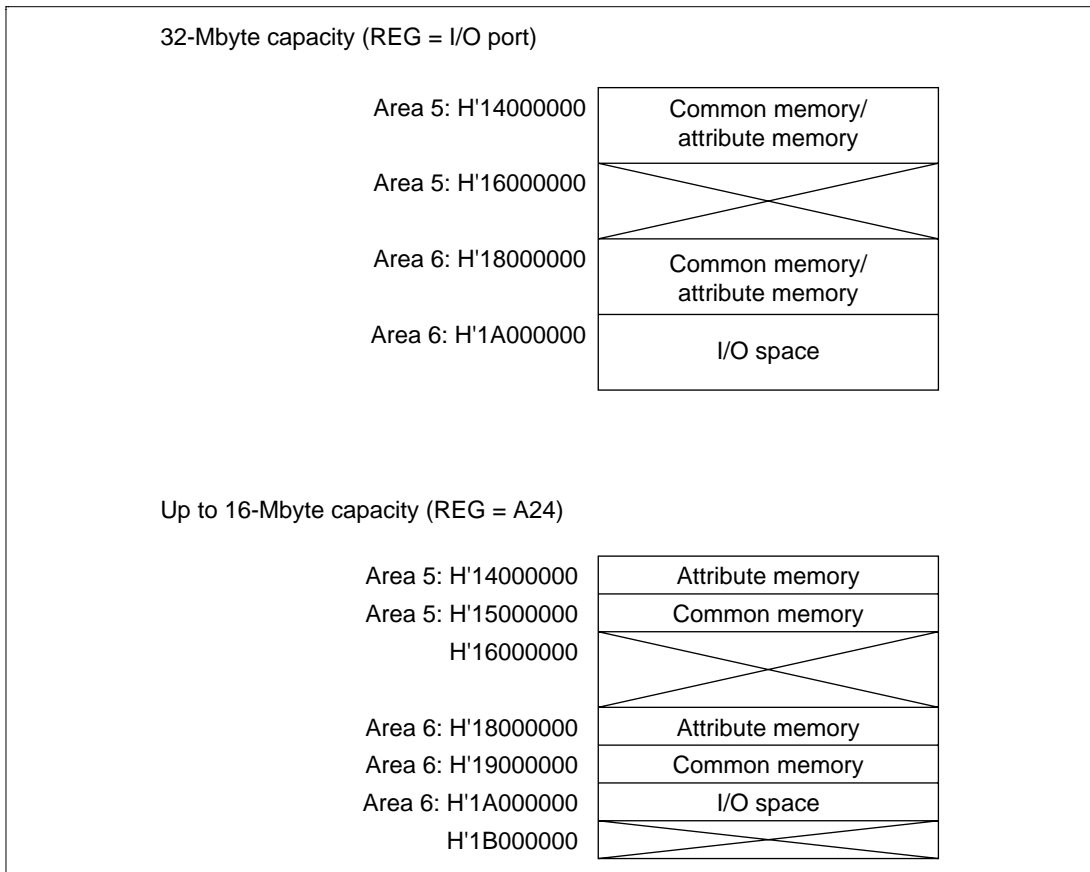 32-Mbyte capacity (REG = I/O port)
Area 5: H'14000000
Common memory/
attribute memory
Area 5: H'16000000
Area 6: H'18000000
Common memory/
attribute memory
Area 6: H'1A000000
I/O space
Up to 16-Mbyte capacity (REG = A24)
Area 5: H'14000000 Attribute memory
Area 5: H'15000000 Common memory
H'16000000
Area 6: H'18000000 Attribute memory
Area 6: H'19000000 Common memory
Area 6: H'1A000000 I/O space
H'1B000000